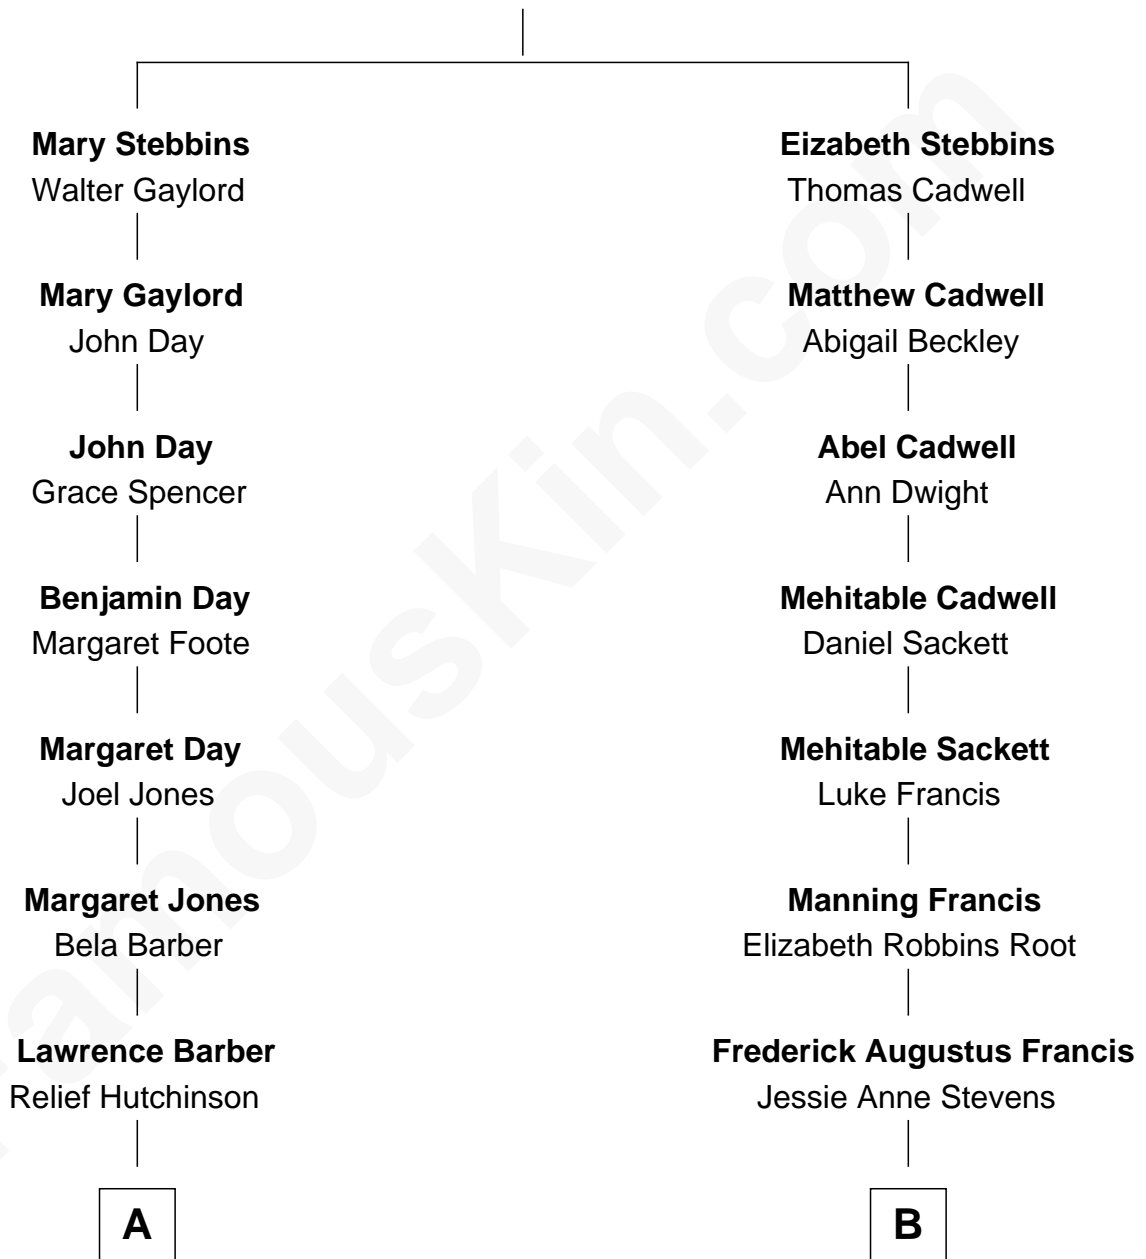 Mary Stebbins
Walter Gaylord
Mary Gaylord
John Day
John Day
Grace Spencer
Benjamin Day
Margaret Foote
Margaret Day
Joel Jones
Margaret Jones
Bela Barber
Lawrence Barber
Relief Hutchinson
A
Eizabeth Stebbins
Thomas Cadwell
Matthew Cadwell
Abigail Beckley
Abel Cadwell
Ann Dwight
Mehitable Cadwell
Daniel Sackett
Mehitable Sackett
Luke Francis
Manning Francis
Elizabeth Robbins Root
Frederick Augustus Francis
Jessie Anne Stevens
B
FamousKin.com